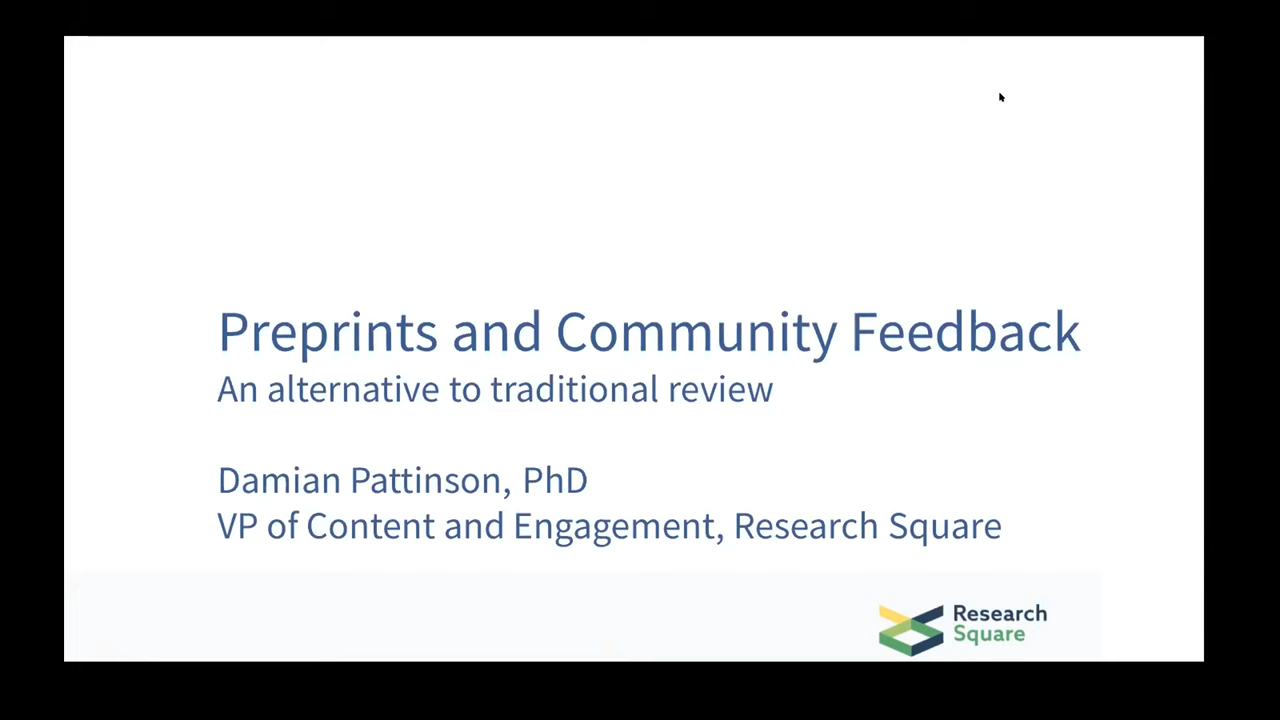 Preprints and Community Feedback
An alternative to traditional review
Damian Pattinson, PhD
VP of Content and Engagement, Research Square
Research
Square